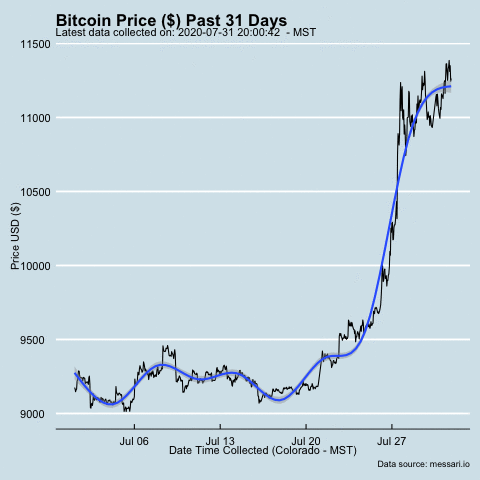 Bitcoin Price ($) Past 31 Days
Latest data collected on: 2020-07-31 20:00:42  - MST
11500
11000
10500
10000
9500
9000
Price USD ($)
Jul 06
Jul 13
Jul 20
Jul 27
Date Time Collected (Colorado - MST)
Data source: messari.io